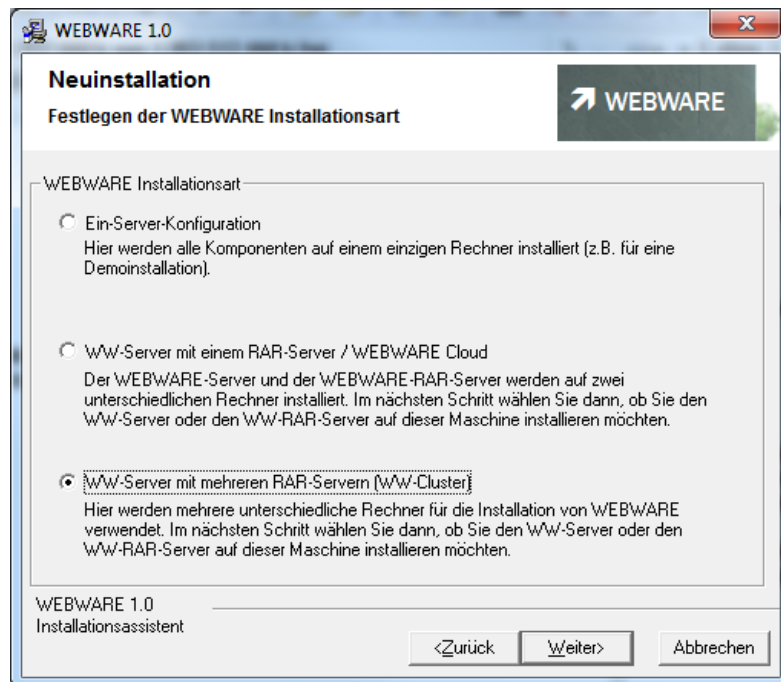 WEBWARE 1.0
Neuinstallation
Festlegen der WEBWARE Installationsart
WEBWARE
WEBWARE Installationsart
Ein-Server-Konfiguration
Hier werden alle Komponenten auf einem einzigen Rechner installiert (z.B. für eine
Demoinstallation).
WW-Server mit einem RAR-Server / WEBWARE Cloud
Der WEBWARE-Server und der WEBWARE-RAR-Server werden auf zwei
unterschiedlichen Rechner installiert. Im nächsten Schritt wählen Sie dann, ob Sie den
WW-Server oder den WW-RAR-Server auf dieser Maschine installieren möchten.
WW-Server mit mehreren RAR-Servern (WW-Cluster)
Hier werden mehrere unterschiedliche Rechner für die Installation von WEBWARE
verwendet. Im nächsten Schritt wählen Sie dann, ob Sie den WW-Server oder den
WW-RAR-Server auf dieser Maschine installieren möchten.
WEBWARE 1.0
Installationsassistent
<Zurück
Weiter>
Abbrechen